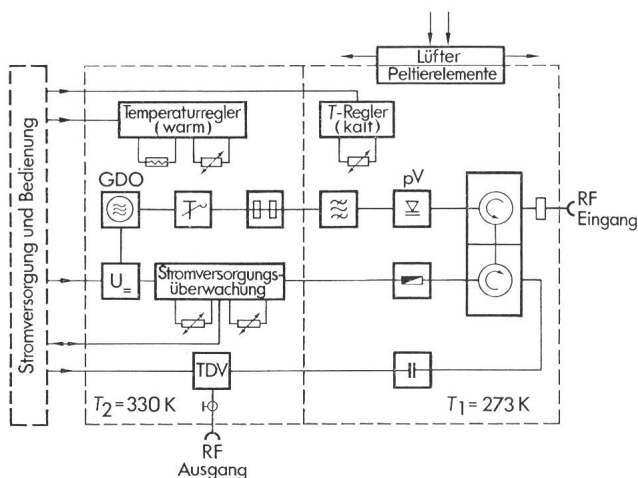 Lüfter
Peltierelemente
Stromversorgung und Bedienung
Temperaturregler
(warm)
T-Regler
(kalt)
GDO
pV
RF
Eingang
U=
Stromversorgungs-
überwachung
TDV
T2 = 330 K
T1 = 273 K
RF
Ausgang